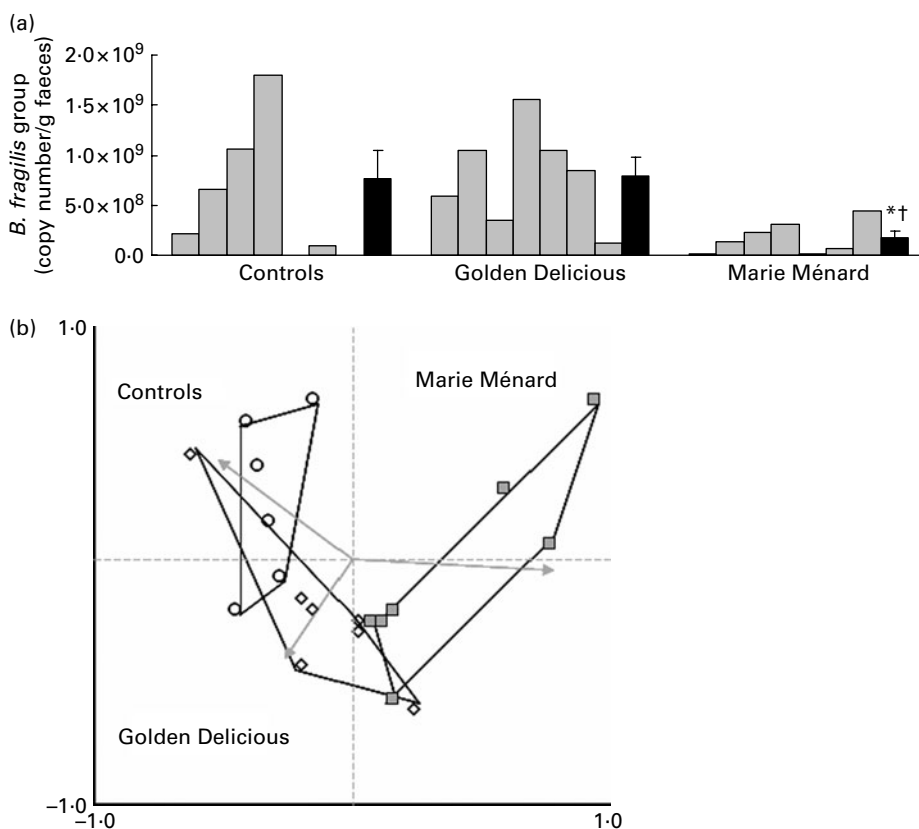 (a)
B. fragilis group
(copy number/g faeces)
2·0×10⁹
1·5×10⁹
1·0×10⁹
5·0×10⁸
0·0
*†
Controls
Golden Delicious
Marie Ménard
(b)
1·0
Controls
Marie Ménard
Golden Delicious
−1·0
−1·0
1·0